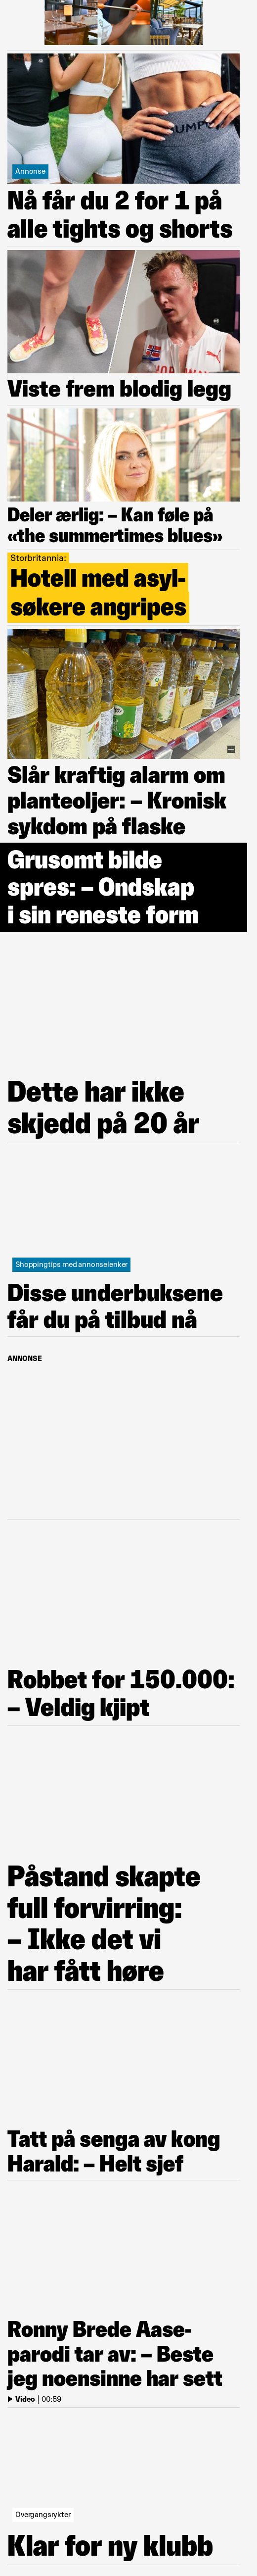 Annonse
Nå får du 2 for 1 på
alle tights og shorts
Viste frem blodig legg
Deler ærlig: – Kan føle på
«the summertimes blues»
Storbritannia:
Hotell med asyl-
søkere angripes
Slår kraftig alarm om
planteoljer: – Kronisk
sykdom på flaske
Grusomt bilde
spres: – Ondskap
i sin reneste form
Dette har ikke
skjedd på 20 år
Shoppingtips med annonselenker
Disse underbuksene
får du på tilbud nå
ANNONSE
Robbet for 150.000:
– Veldig kjipt
Påstand skapte
full forvirring:
– Ikke det vi
har fått høre
Tatt på senga av kong
Harald: – Helt sjef
Ronny Brede Aase-
parodi tar av: – Beste
jeg noensinne har sett
Video | 00:59
Overgangsrykter
Klar for ny klubb